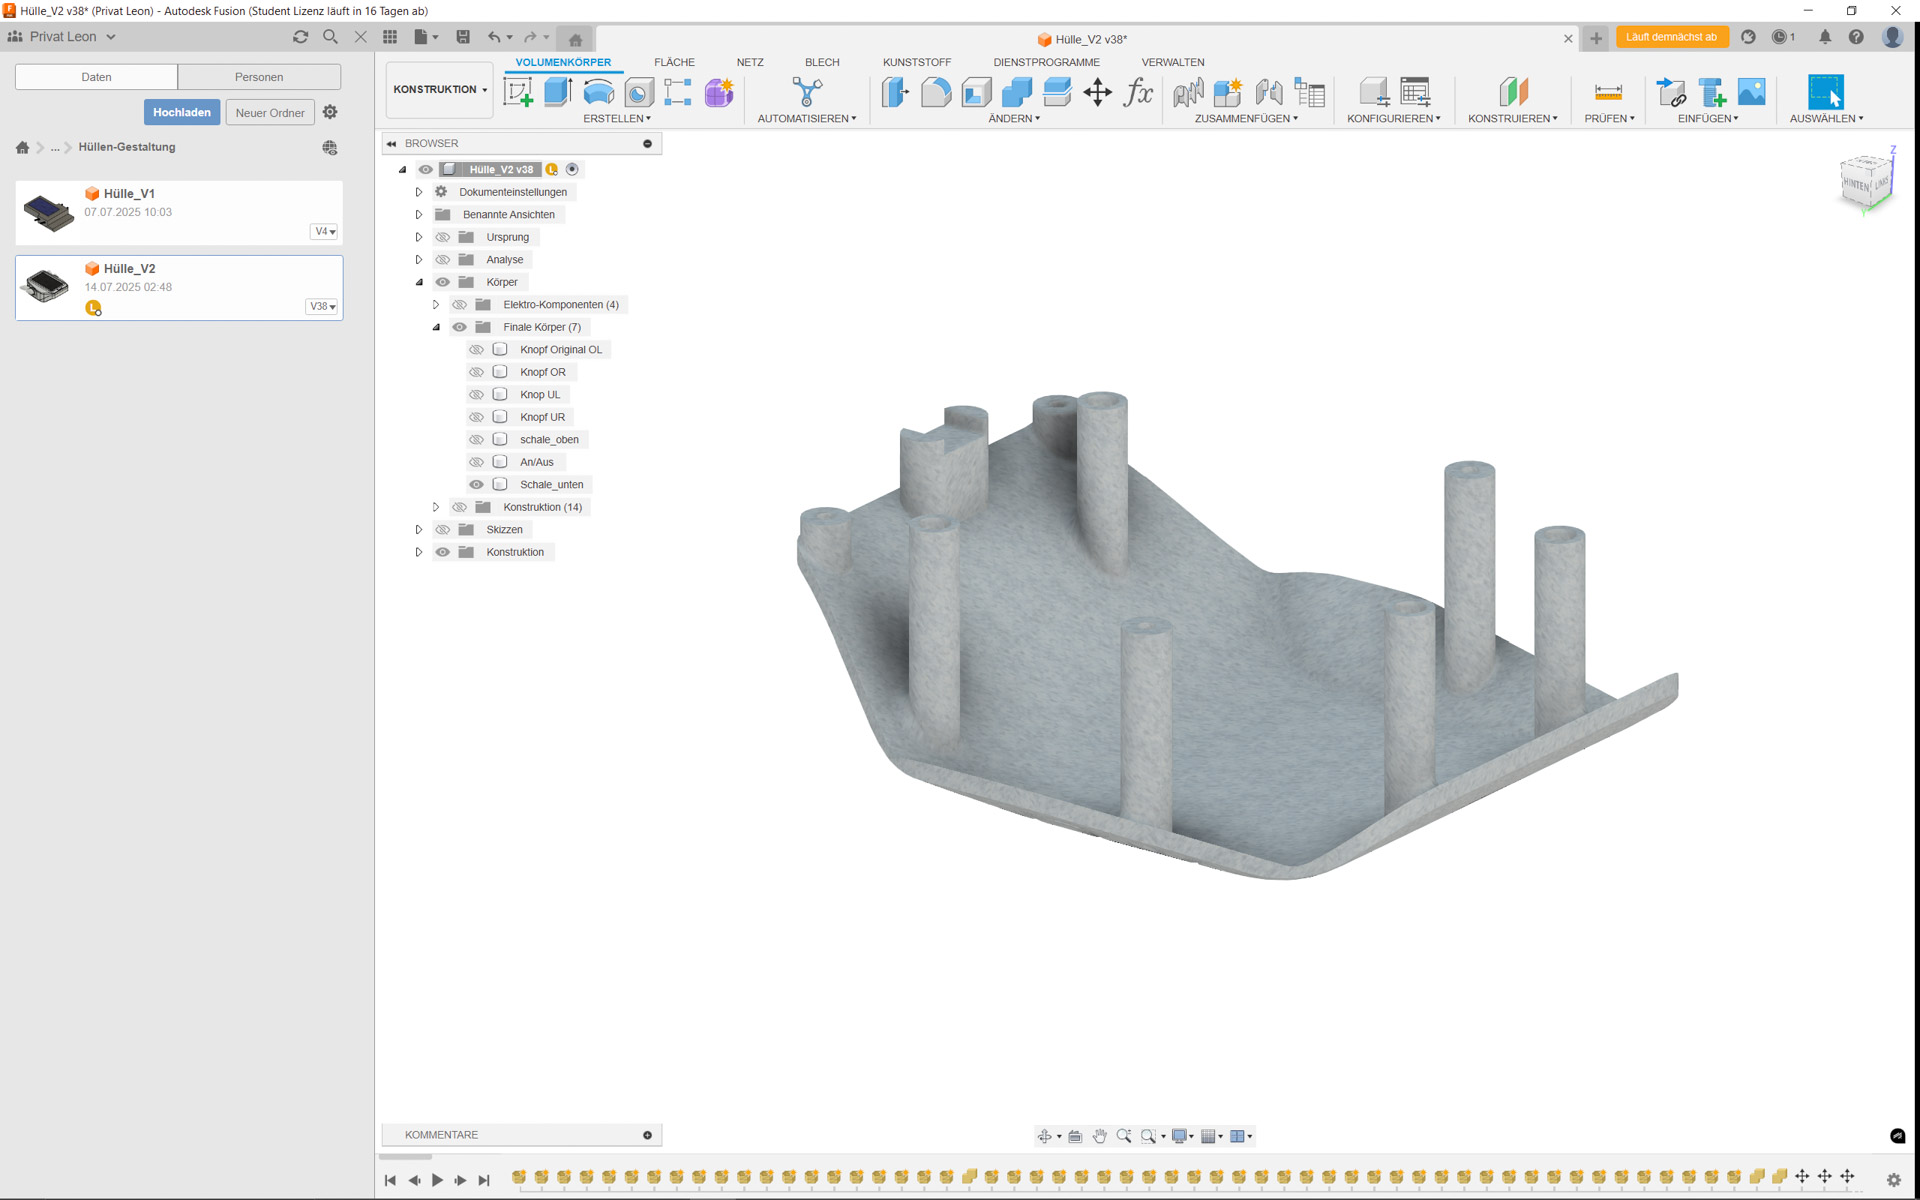 Hülle_V2 v38* (Privat Leon) - Autodesk Fusion (Student Lizenz läuft in 16 Tagen ab)
Privat Leon
Hülle_V2 v38*
Läuft demnächst ab
1
Daten
Personen
Hochladen
Neuer Ordner
...
Hüllen-Gestaltung
Hülle_V1
07.07.2025 10:03
V4
Hülle_V2
14.07.2025 02:48
L
V38
KONSTRUKTION
VOLUMENKÖRPER
FLÄCHE
NETZ
BLECH
KUNSTSTOFF
DIENSTPROGRAMME
VERWALTEN
ERSTELLEN
AUTOMATISIEREN
ÄNDERN
ZUSAMMENFÜGEN
KONFIGURIEREN
KONSTRUIEREN
PRÜFEN
EINFÜGEN
AUSWÄHLEN
fx
BROWSER
Hülle_V2 v38
L
Dokumenteinstellungen
Benannte Ansichten
Ursprung
Analyse
Körper
Elektro-Komponenten (4)
Finale Körper (7)
Knopf Original OL
Knopf OR
Knop UL
Knopf UR
schale_oben
An/Aus
Schale_unten
Konstruktion (14)
Skizzen
Konstruktion
Z
HINTEN
LINKS
Y
KOMMENTARE